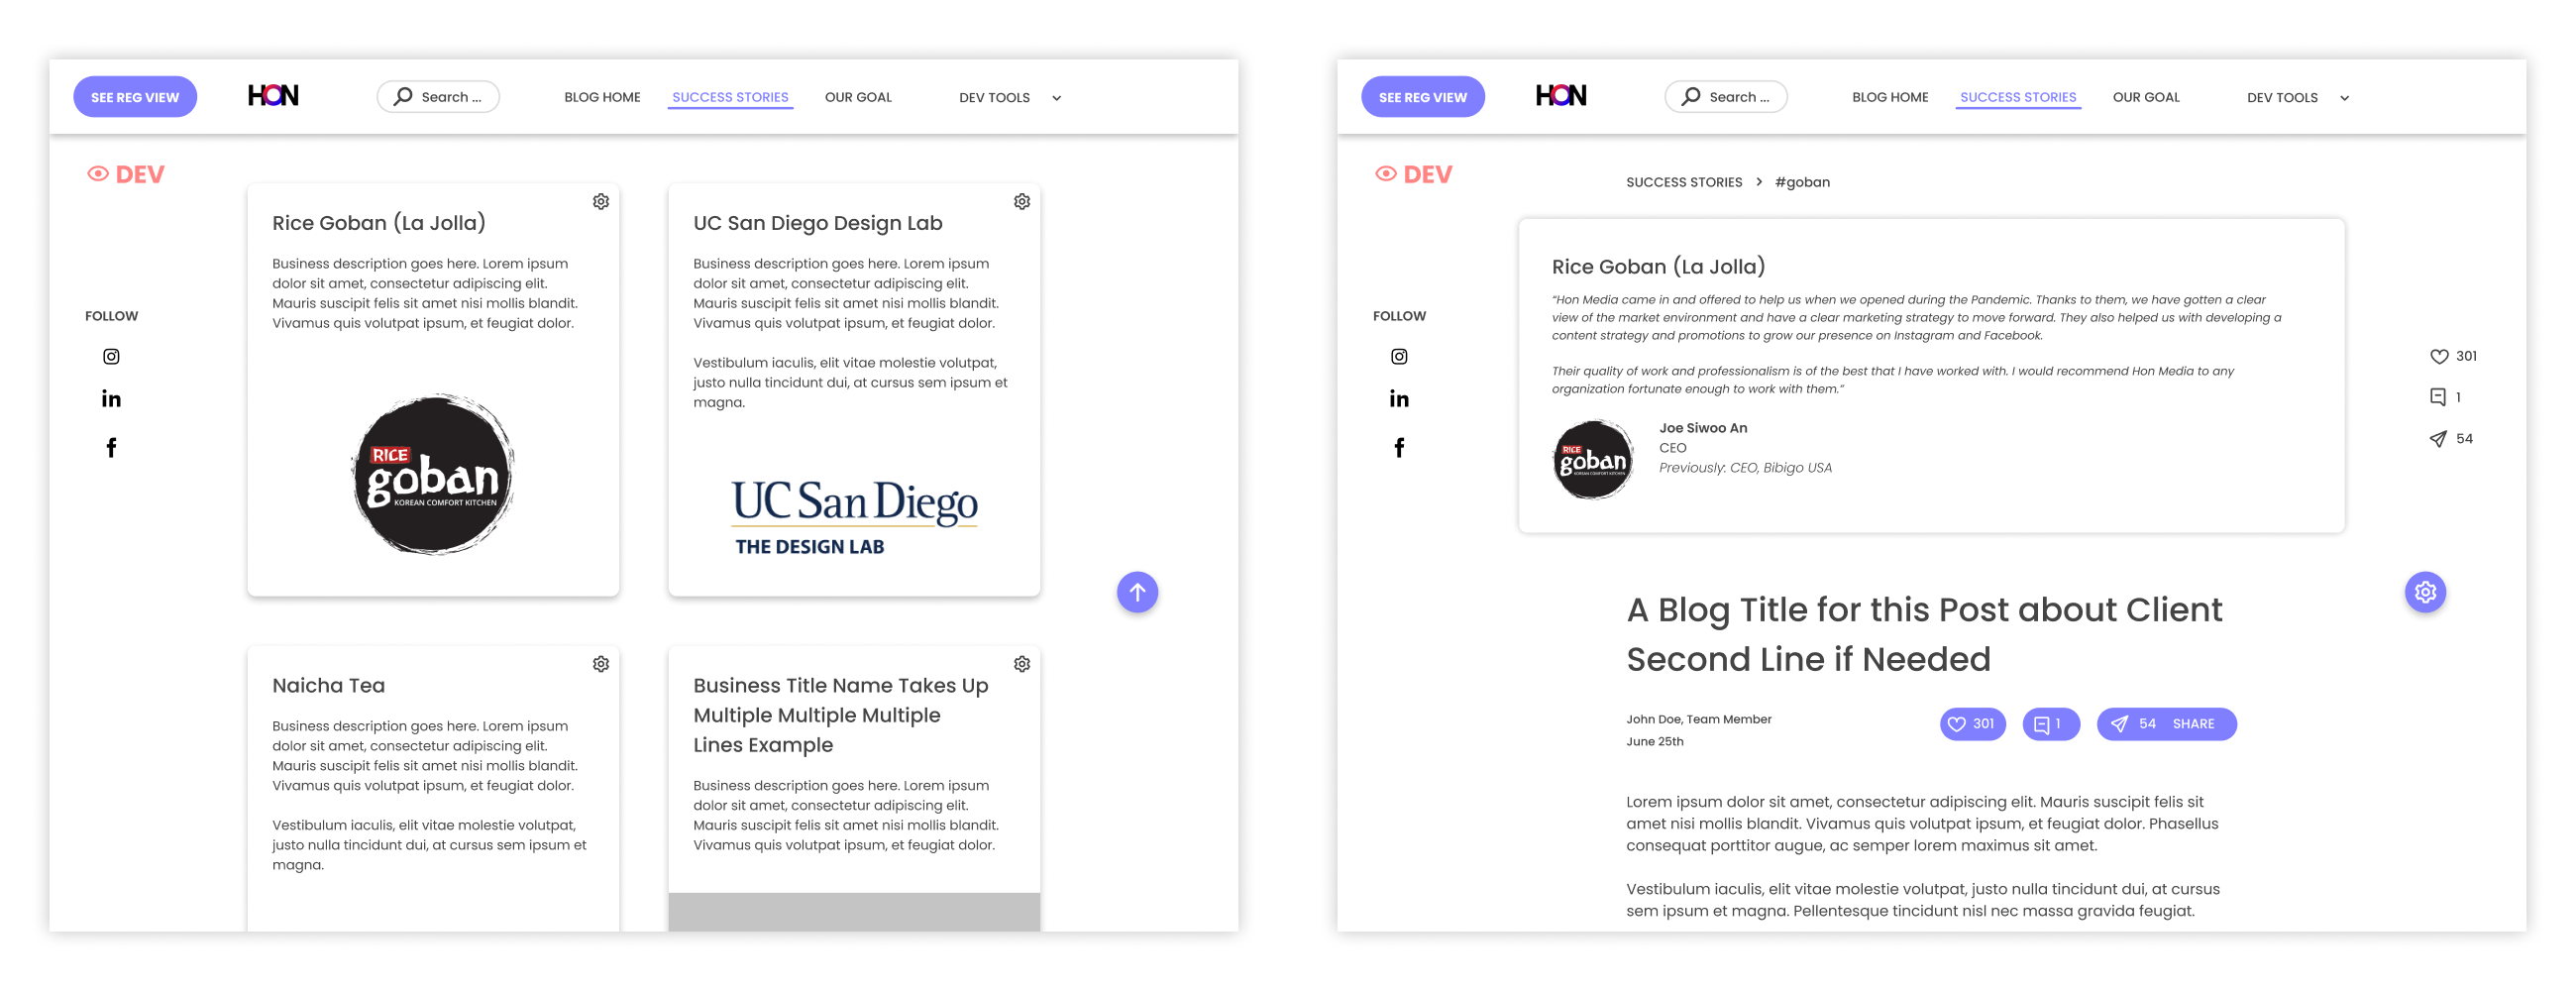 SEE REG VIEW
HON
Search ...
BLOG HOME
SUCCESS STORIES
OUR GOAL
DEV TOOLS
DEV
FOLLOW
in
f
Rice Goban (La Jolla)
Business description goes here. Lorem ipsum
dolor sit amet, consectetur adipiscing elit.
Mauris suscipit felis sit amet nisi mollis blandit.
Vivamus quis volutpat ipsum, et feugiat dolor.
RICE
goban
KOREAN COMFORT KITCHEN
UC San Diego Design Lab
Business description goes here. Lorem ipsum
dolor sit amet, consectetur adipiscing elit.
Mauris suscipit felis sit amet nisi mollis blandit.
Vivamus quis volutpat ipsum, et feugiat dolor.
Vestibulum iaculis, elit vitae molestie volutpat,
justo nulla tincidunt dui, at cursus sem ipsum et
magna.
UC San Diego
THE DESIGN LAB
Naicha Tea
Business description goes here. Lorem ipsum
dolor sit amet, consectetur adipiscing elit.
Mauris suscipit felis sit amet nisi mollis blandit.
Vivamus quis volutpat ipsum, et feugiat dolor.
Vestibulum iaculis, elit vitae molestie volutpat,
justo nulla tincidunt dui, at cursus sem ipsum et
magna.
Business Title Name Takes Up
Multiple Multiple Multiple
Lines Example
Business description goes here. Lorem ipsum
dolor sit amet, consectetur adipiscing elit.
Mauris suscipit felis sit amet nisi mollis blandit.
Vivamus quis volutpat ipsum, et feugiat dolor.
SEE REG VIEW
HON
Search ...
BLOG HOME
SUCCESS STORIES
OUR GOAL
DEV TOOLS
DEV
FOLLOW
in
f
SUCCESS STORIES > #goban
Rice Goban (La Jolla)
“Hon Media came in and offered to help us when we opened during the Pandemic. Thanks to them, we have gotten a clear
view of the market environment and have a clear marketing strategy to move forward. They also helped us with developing a
content strategy and promotions to grow our presence on Instagram and Facebook.
Their quality of work and professionalism is of the best that I have worked with. I would recommend Hon Media to any
organization fortunate enough to work with them.”
RICE
goban
KOREAN COMFORT KITCHEN
Joe Siwoo An
CEO
Previously: CEO, Bibigo USA
301
1
54
A Blog Title for this Post about Client
Second Line if Needed
John Doe, Team Member
June 25th
301
1
54 SHARE
Lorem ipsum dolor sit amet, consectetur adipiscing elit. Mauris suscipit felis sit
amet nisi mollis blandit. Vivamus quis volutpat ipsum, et feugiat dolor. Phasellus
consequat porttitor augue, ac semper lorem maximus sit amet.
Vestibulum iaculis, elit vitae molestie volutpat, justo nulla tincidunt dui, at cursus
sem ipsum et magna. Pellentesque tincidunt nisl nec massa gravida feugiat.